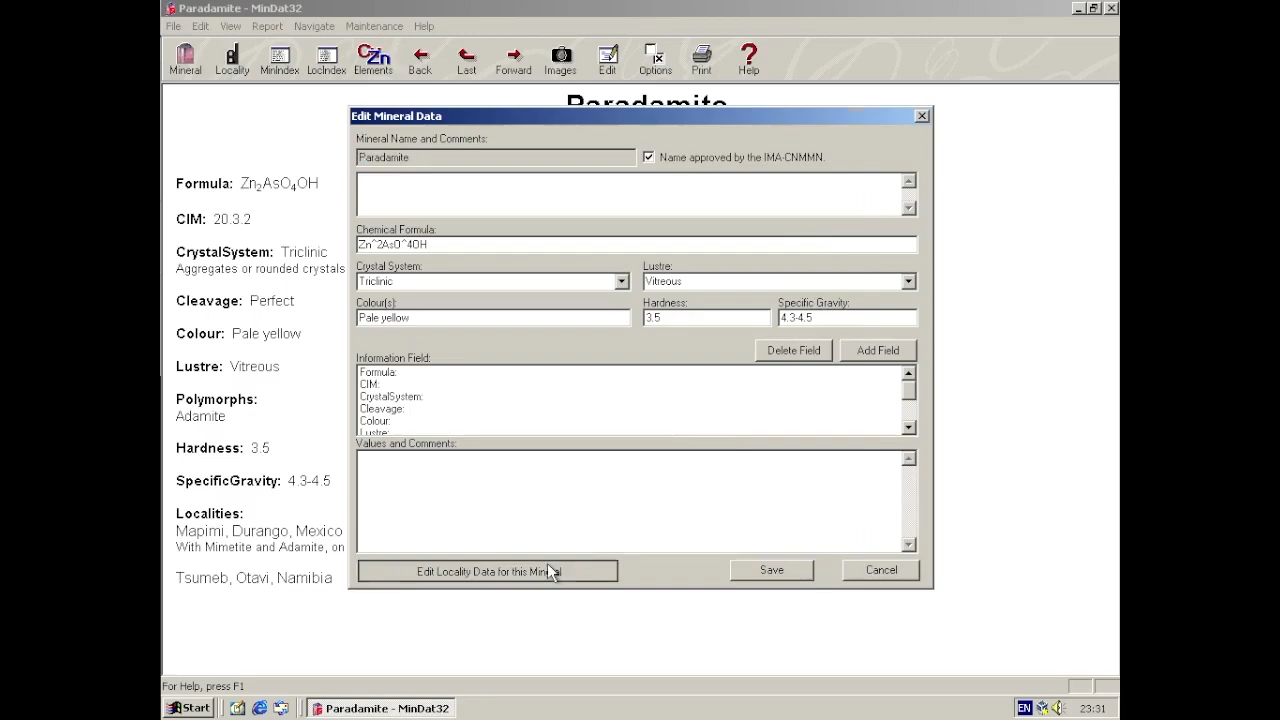 Paradamite - MinDat32
File Edit View Report Navigate Maintenance Help
Mineral Locality MinIndex LocIndex Elements Back Last Forward Images Edit Options Print Help
Paradamite
Edit Mineral Data
Mineral Name and Comments:
Paradamite
Name approved by the IMA-CNMMN.
Chemical Formula:
Zn^2AsO^4OH
Crystal System:
Lustre:
Triclinic
Vitreous
Colour(s):
Hardness:
Specific Gravity:
Pale yellow
3.5
4.3-4.5
Delete Field
Add Field
Information Field:
Formula:
CIM:
CrystalSystem:
Cleavage:
Colour:
Lustre:
Values and Comments:
Edit Locality Data for this Mineral
Save
Cancel
Formula: Zn₂AsO₄OH
CIM: 20.3.2
CrystalSystem: Triclinic
Aggregates or rounded crystals
Cleavage: Perfect
Colour: Pale yellow
Lustre: Vitreous
Polymorphs:
Adamite
Hardness: 3.5
SpecificGravity: 4.3-4.5
Localities:
Mapimi, Durango, Mexico
With Mimetite and Adamite, on
Tsumeb, Otavi, Namibia
For Help, press F1
Start
Paradamite - MinDat32
EN
23:31